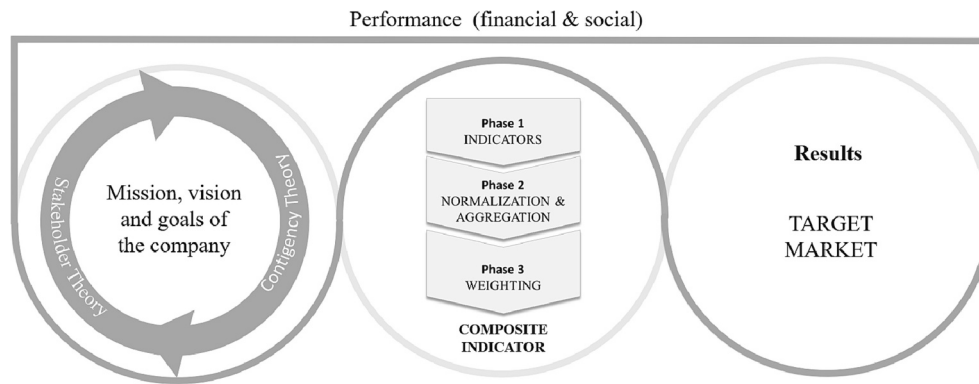 Performance (financial & social)
Stakeholder Theory
Mission, vision
and goals of
the company
Contigency Theory
Phase 1
INDICATORS
Phase 2
NORMALIZATION &
AGGREGATION
Phase 3
WEIGHTING
COMPOSITE
INDICATOR
Results
TARGET
MARKET